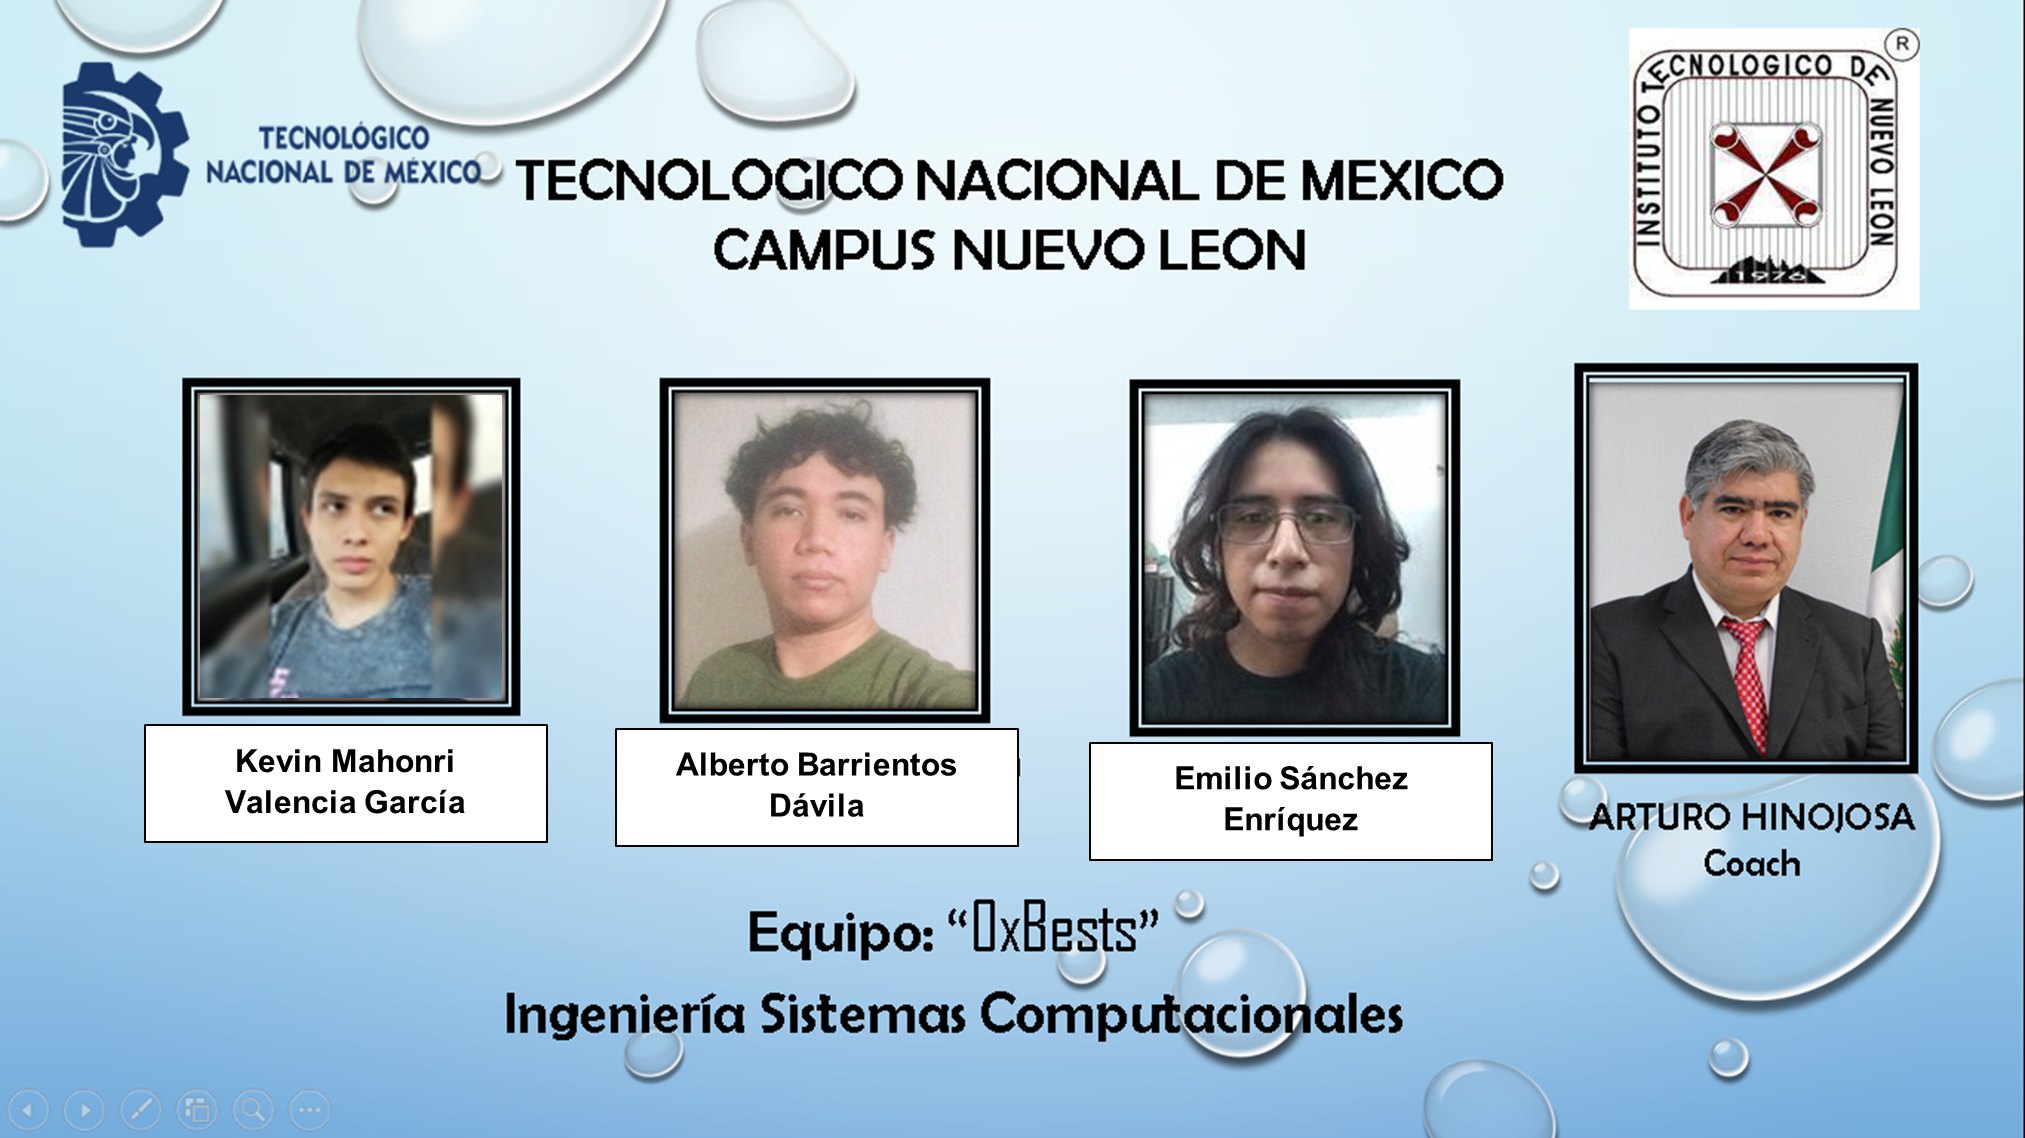 TECNOLÓGICO
NACIONAL DE MÉXICO
TECNOLOGICO NACIONAL DE MEXICO
CAMPUS NUEVO LEON
INSTITUTO TECNOLOGICO DE NUEVO LEON
R
1976
Kevin Mahonri
Valencia García
Alberto Barrientos
Dávila
Emilio Sánchez
Enríquez
ARTURO HINOJOSA
Coach
Equipo: “0xBests”
Ingeniería Sistemas Computacionales